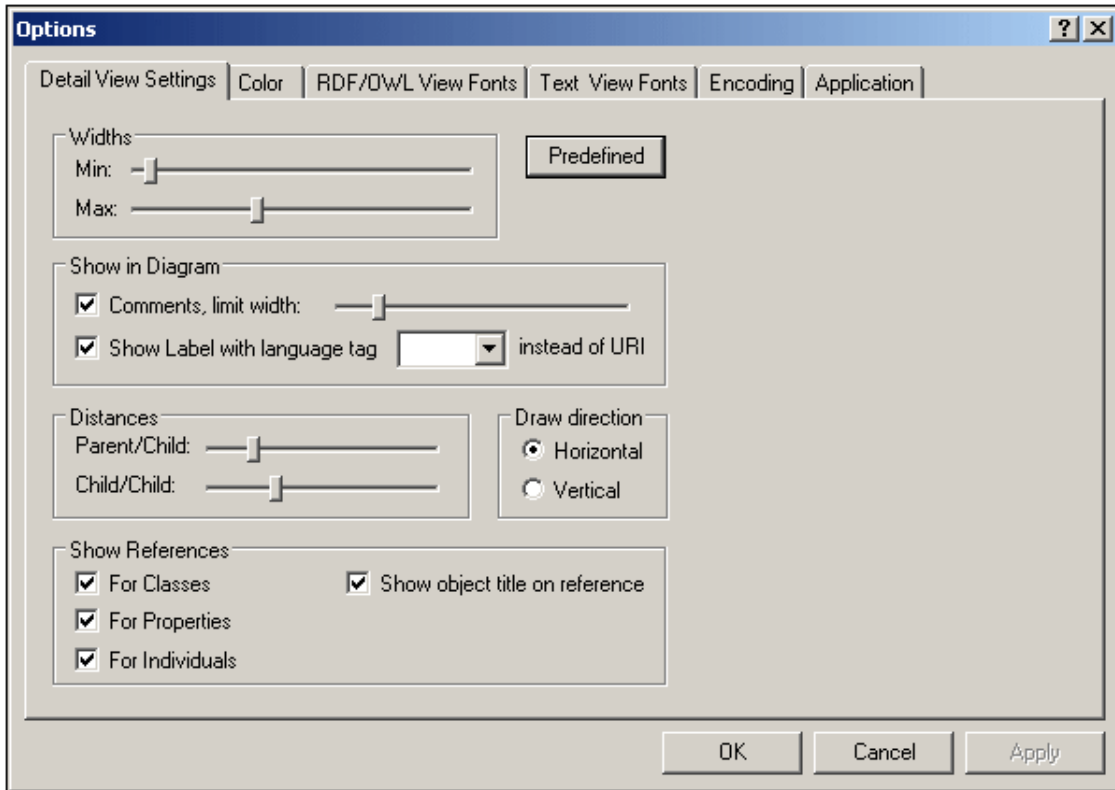 Options
Detail View Settings Color RDF/OWL View Fonts Text View Fonts Encoding Application
Widths
Min:
Max:
Predefined
Show in Diagram
Comments, limit width:
Show Label with language tag instead of URI
Distances
Parent/Child:
Child/Child:
Draw direction
Horizontal
Vertical
Show References
For Classes Show object title on reference
For Properties
For Individuals
OK Cancel Apply